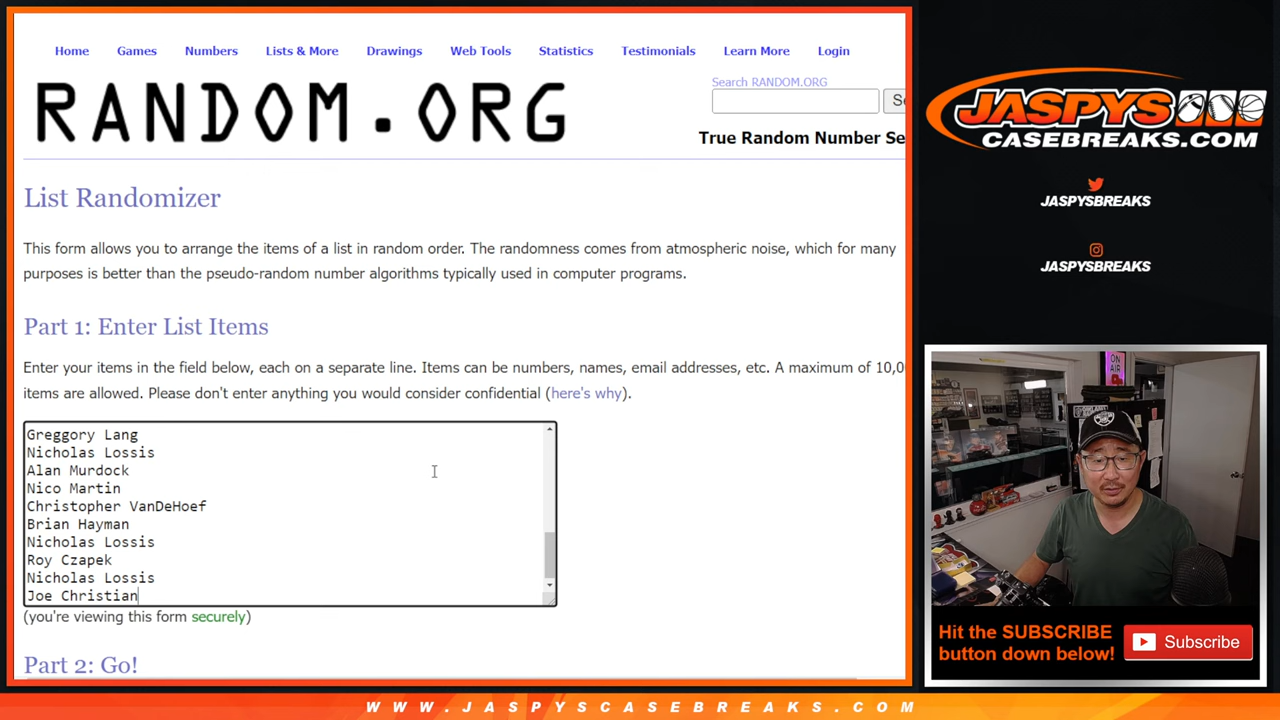 Home Games Numbers Lists & More Drawings Web Tools Statistics Testimonials Learn More Login
RANDOM.ORG
Search RANDOM.ORG
True Random Number Se
List Randomizer
This form allows you to arrange the items of a list in random order. The randomness comes from atmospheric noise, which for many
purposes is better than the pseudo-random number algorithms typically used in computer programs.
Part 1: Enter List Items
Enter your items in the field below, each on a separate line. Items can be numbers, names, email addresses, etc. A maximum of 10,0
items are allowed. Please don't enter anything you would consider confidential (here's why).
Greggory Lang
Nicholas Lossis
Alan Murdock
Nico Martin
Christopher VanDeHoef
Brian Hayman
Nicholas Lossis
Roy Czapek
Nicholas Lossis
Joe Christian
(you're viewing this form securely)
Part 2: Go!
JASPYS
CASEBREAKS.COM
JASPYSBREAKS
JASPYSBREAKS
ON
AIR
Hit the SUBSCRIBE
button down below!
Subscribe
WWW.JASPYSCASEBREAKS.COM